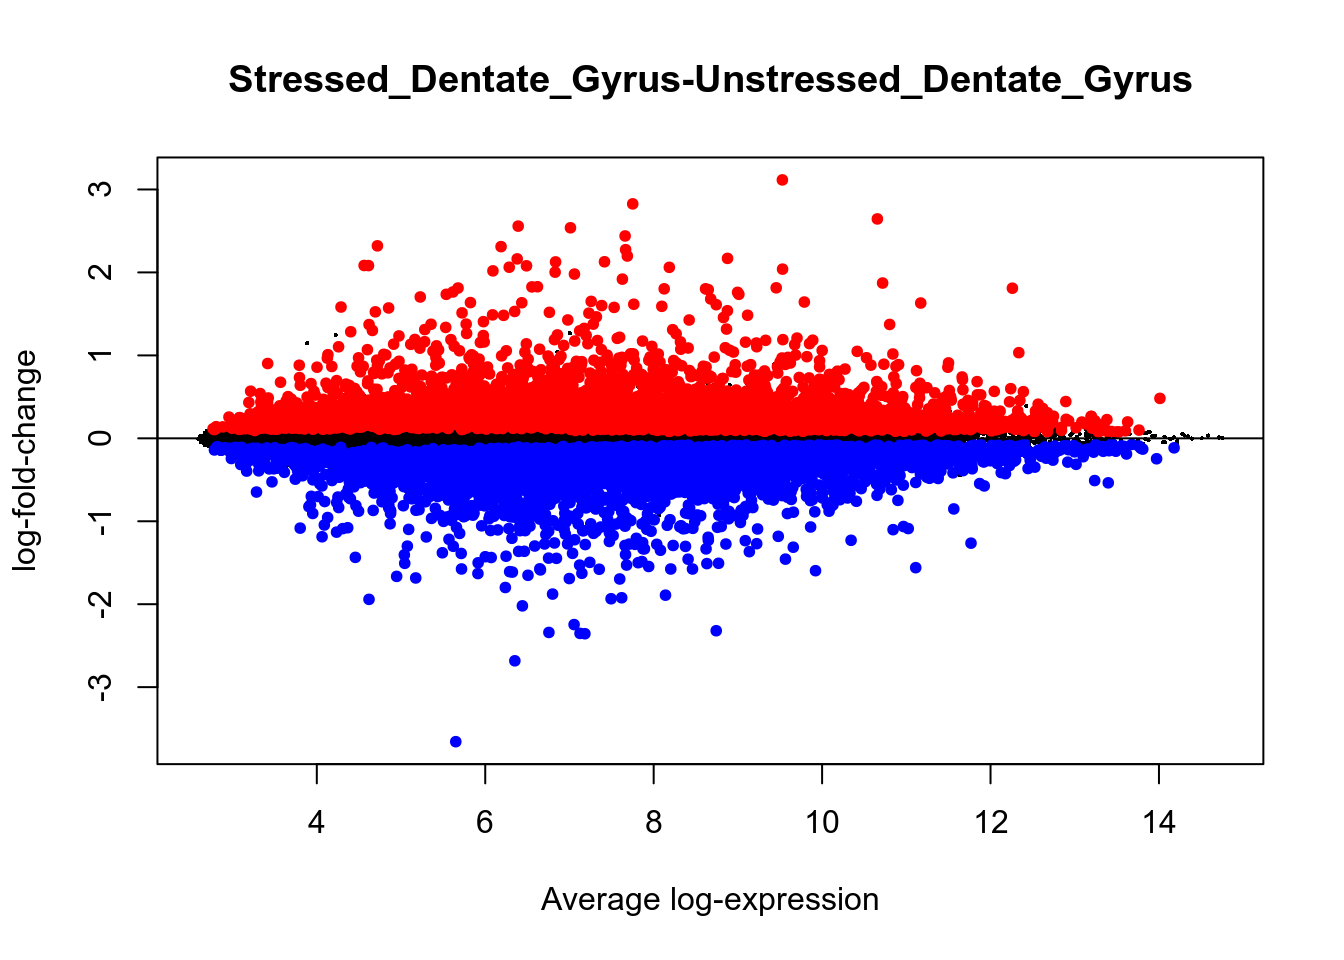 Stressed_Dentate_Gyrus-Unstressed_Dentate_Gyrus
log-fold-change
3
2
1
0
-1
-2
-3
4 6 8 10 12 14
Average log-expression